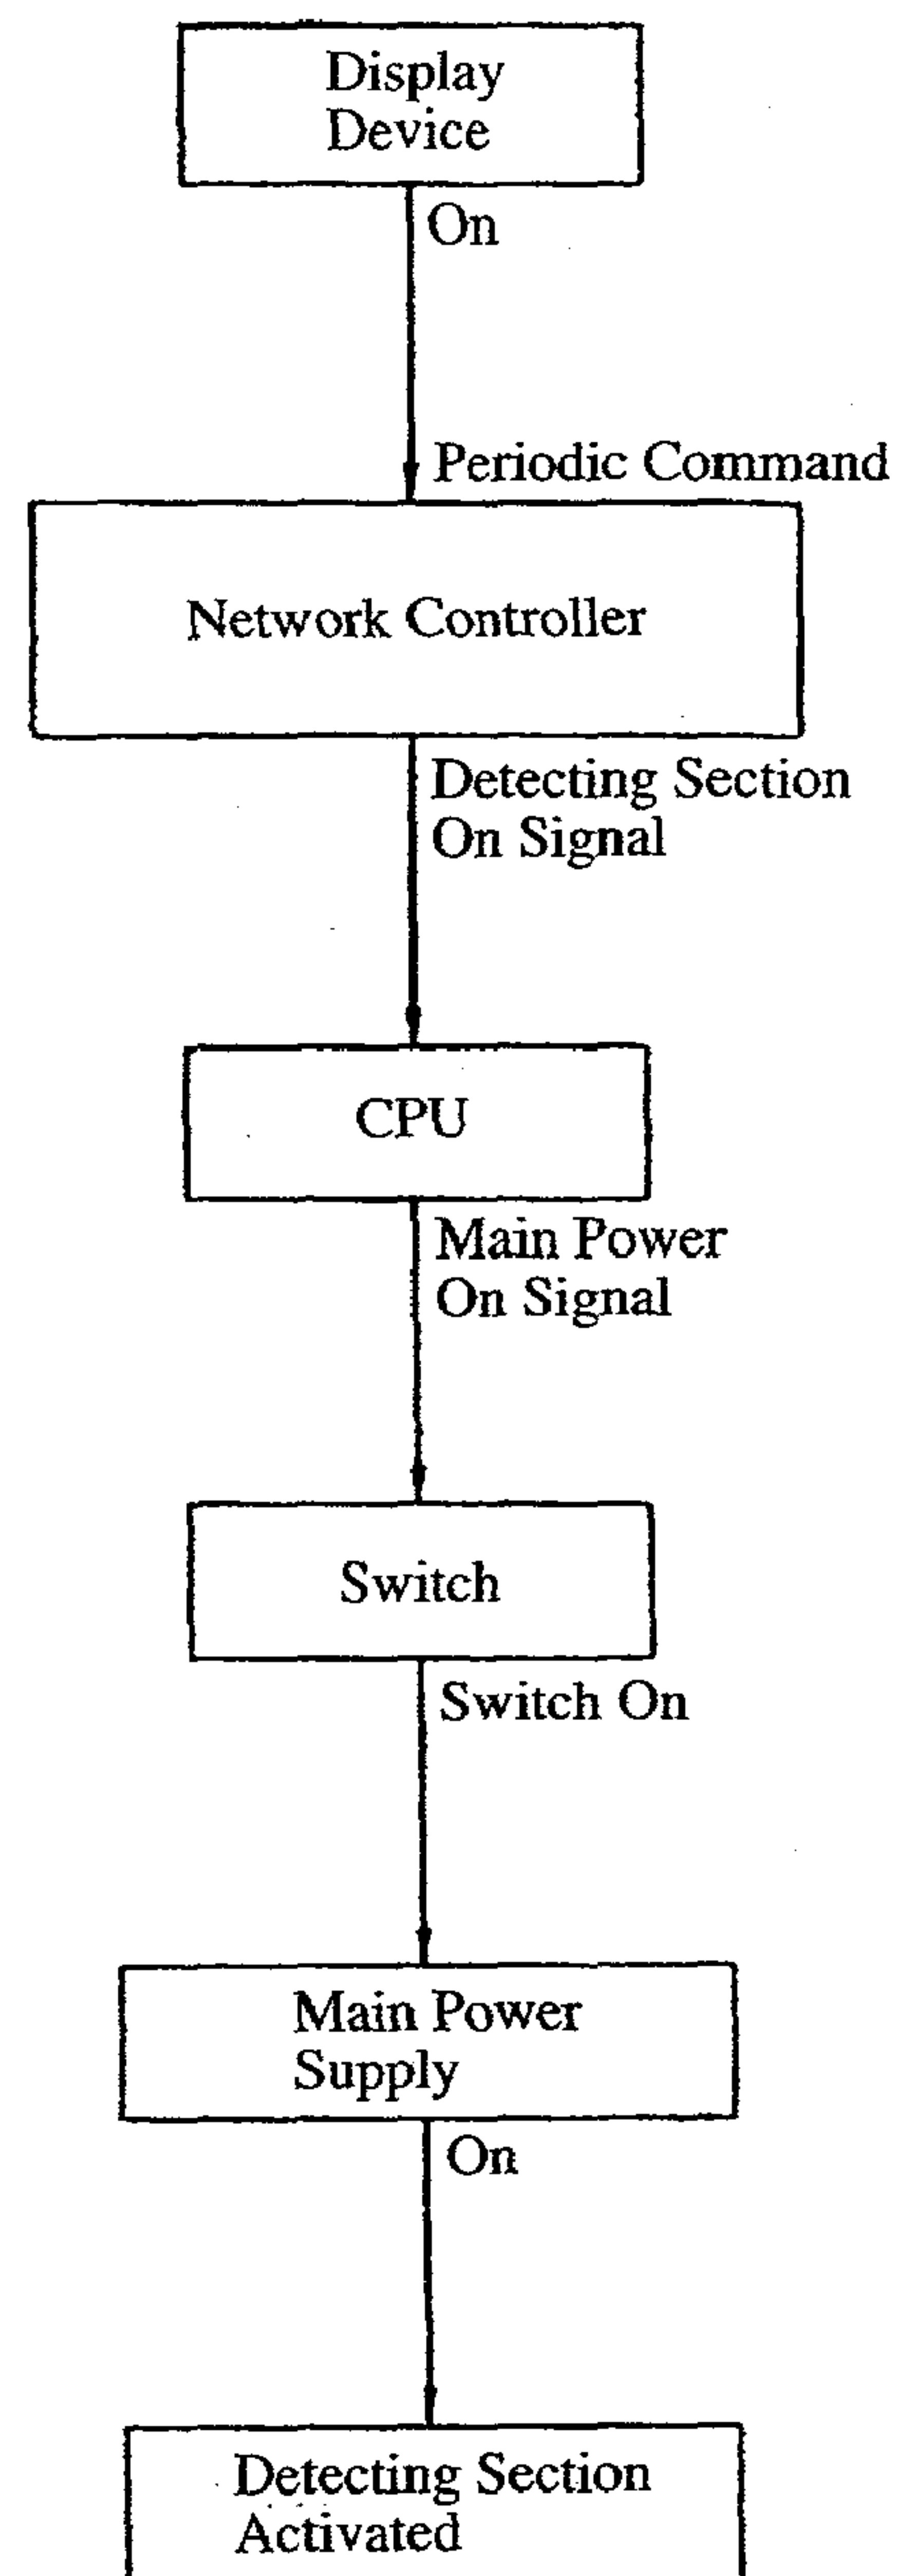 Display
Device
On
Periodic Command
Network Controller
Detecting Section
On Signal
CPU
Main Power
On Signal
Switch
Switch On
Main Power
Supply
On
Detecting Section
Activated